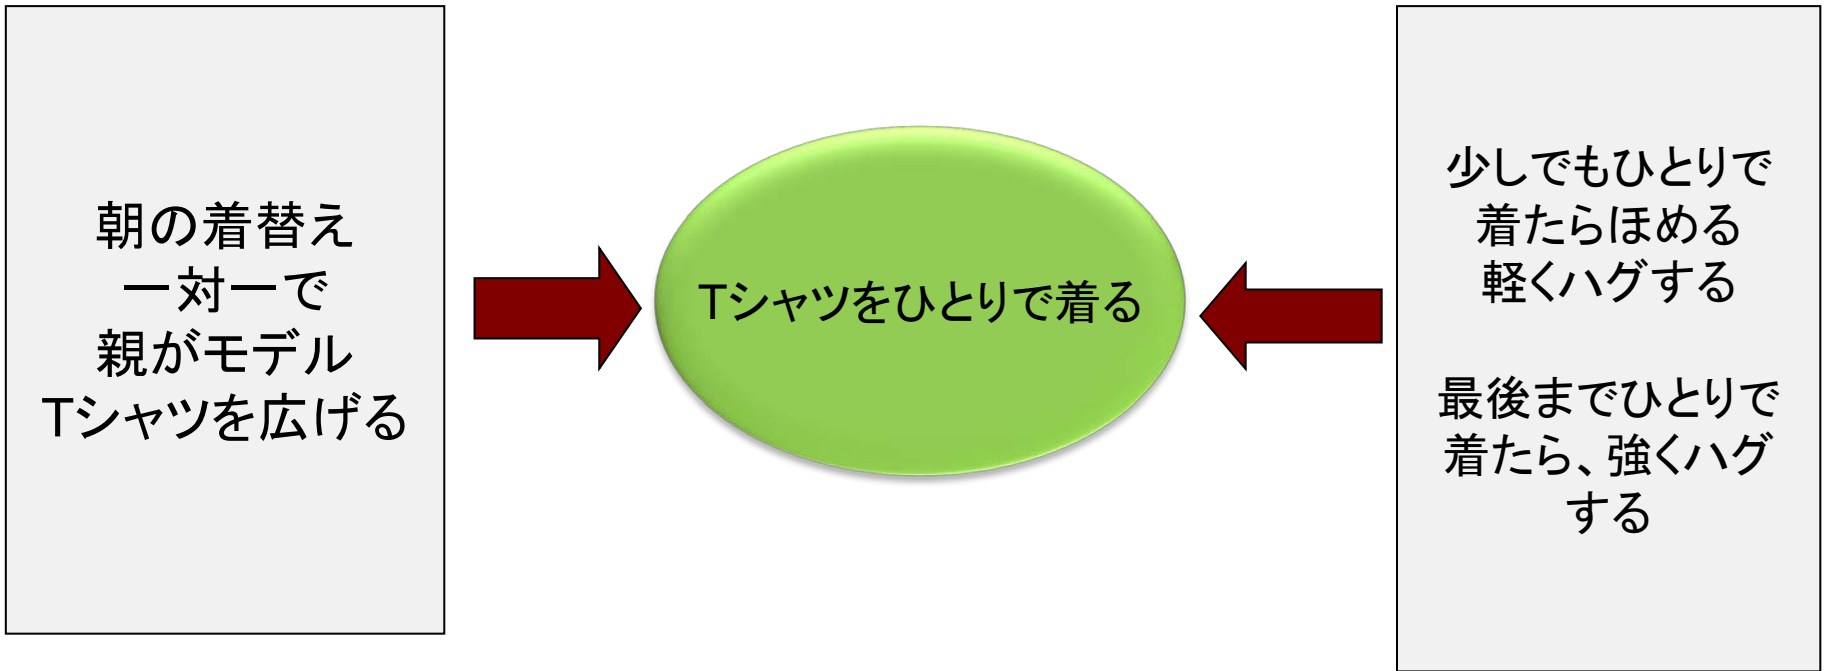 朝の着替え
一対一で
親がモデル
Tシャツを広げる
Tシャツをひとりで着る
少しでもひとりで
着たらほめる
軽くハグする
最後までひとりで
着たら、強くハグ
する